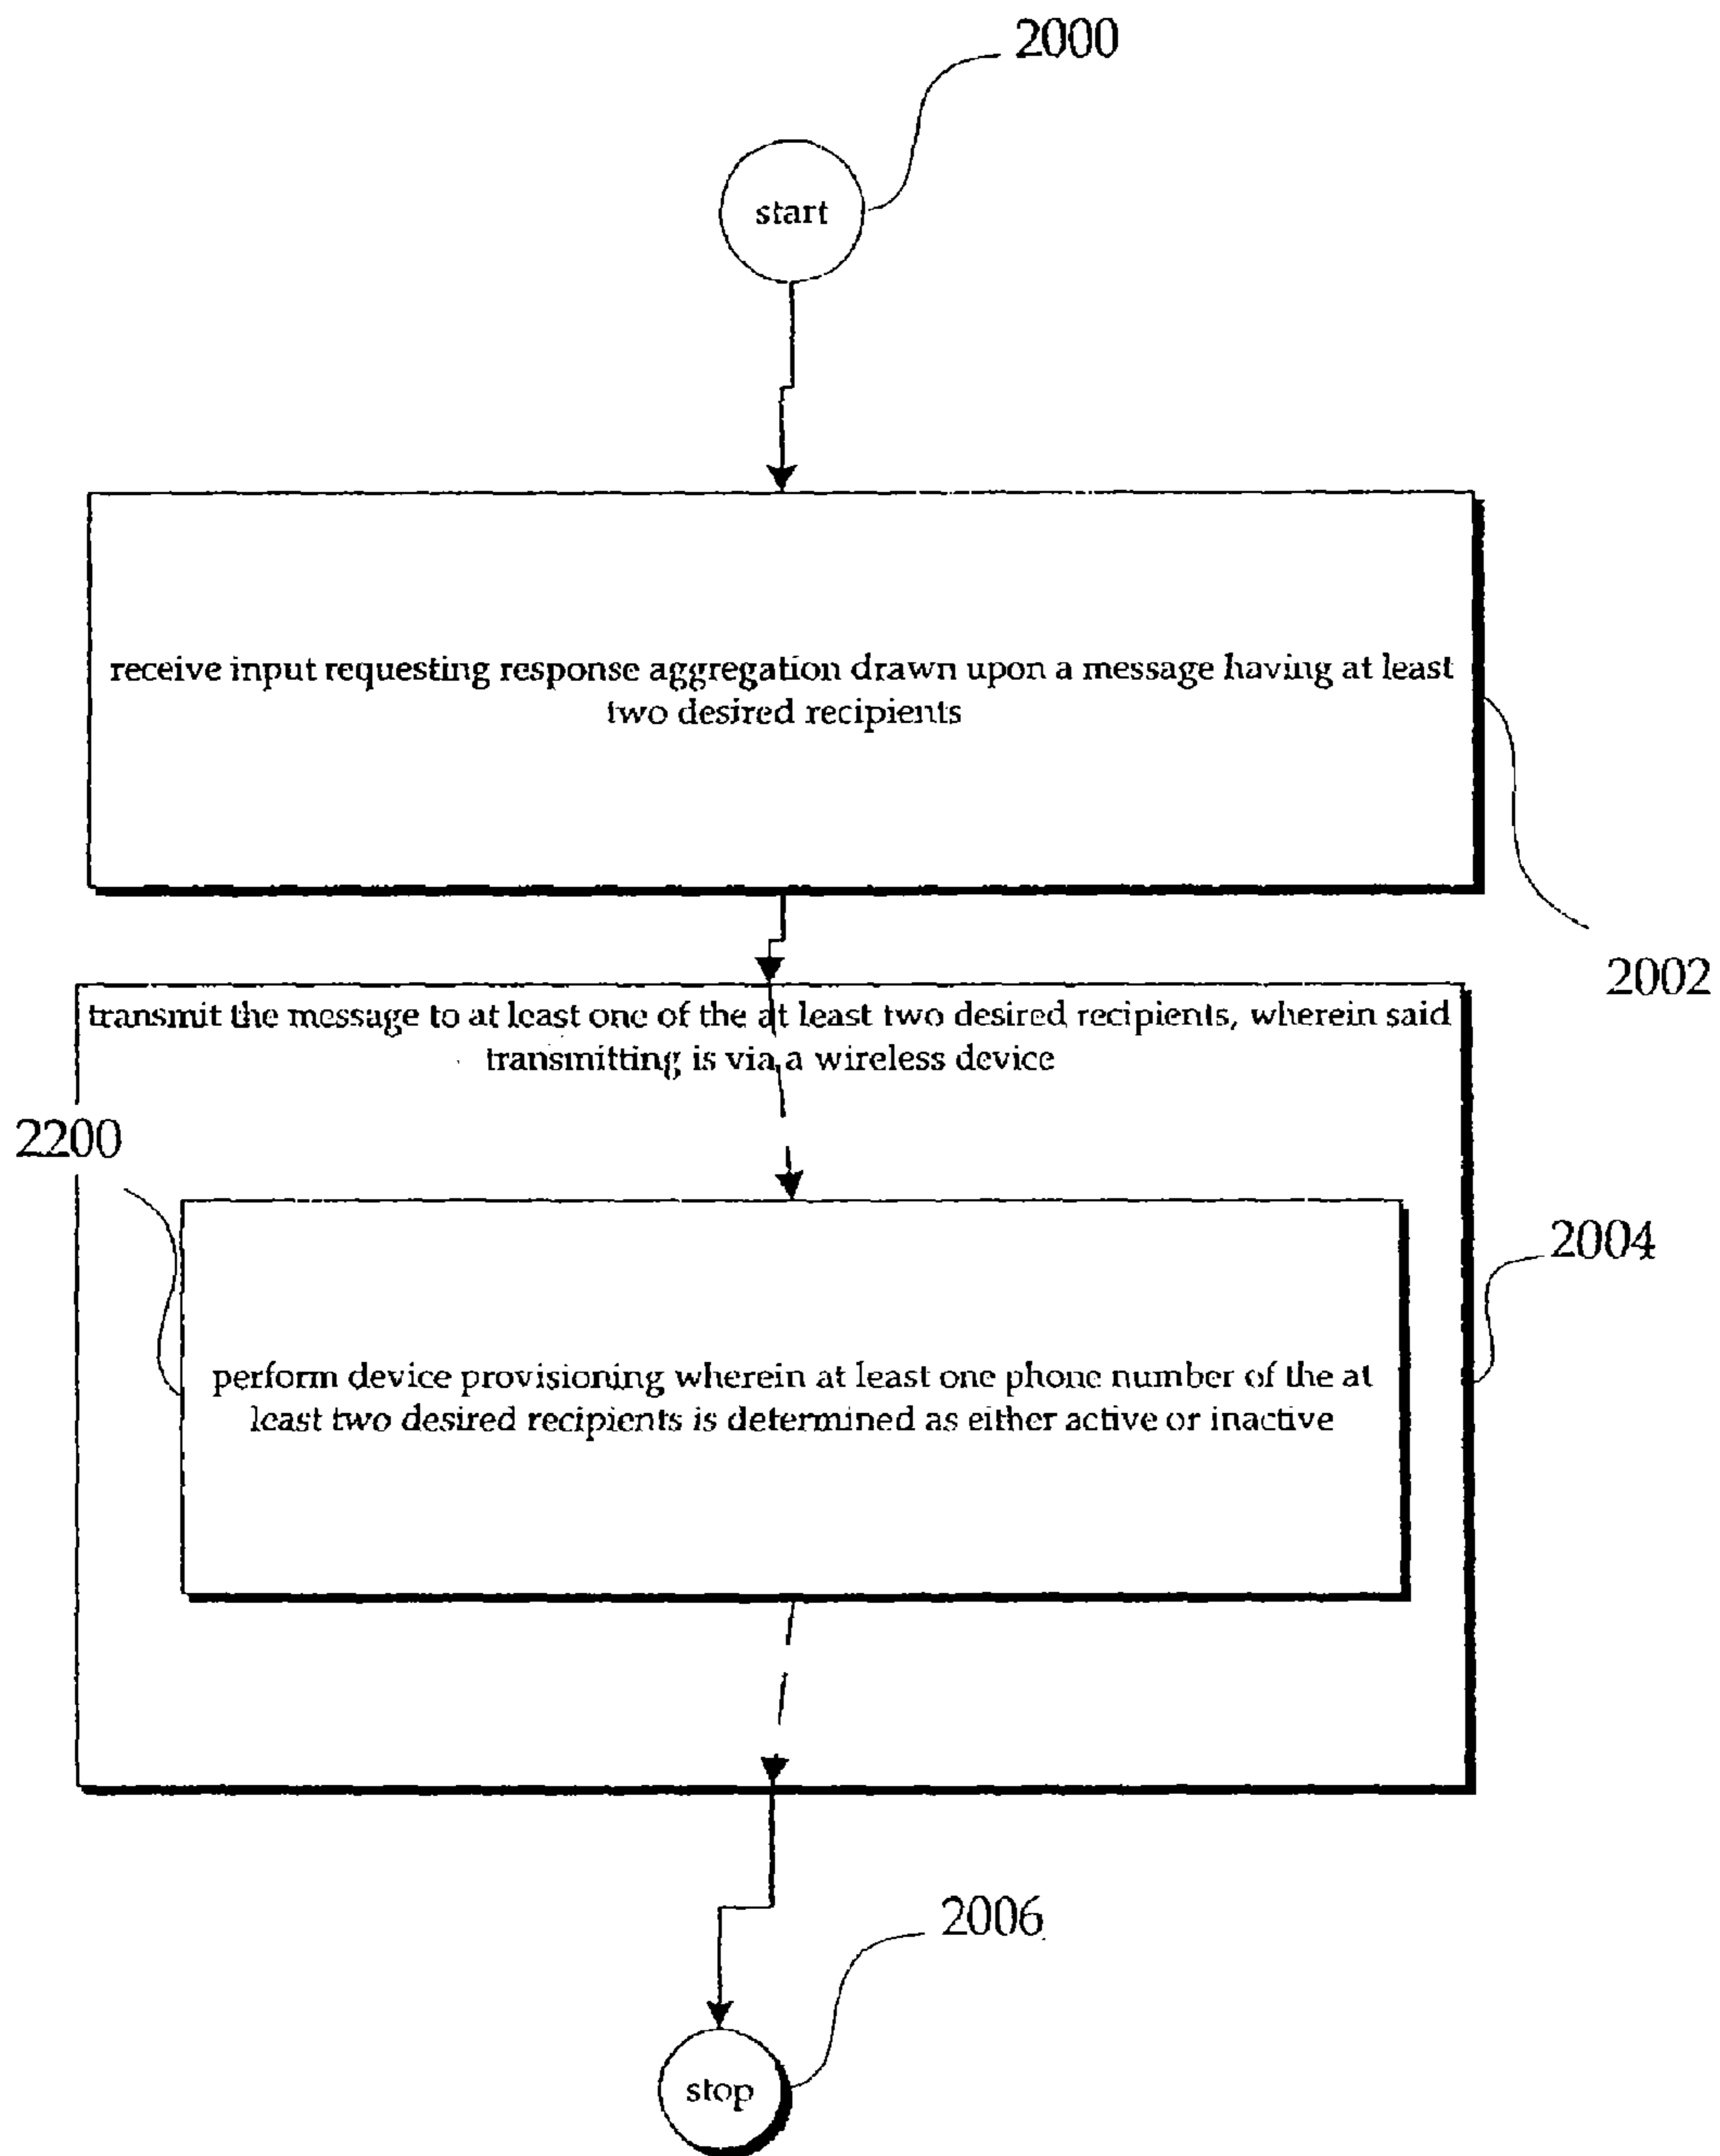 2000
start
receive input requesting response aggregation drawn upon a message having at least
two desired recipients
2002
transmit the message to at least one of the at least two desired recipients, wherein said
transmitting is via a wireless device
2200
2004
perform device provisioning wherein at least one phone number of the at
least two desired recipients is determined as either active or inactive
2006
stop